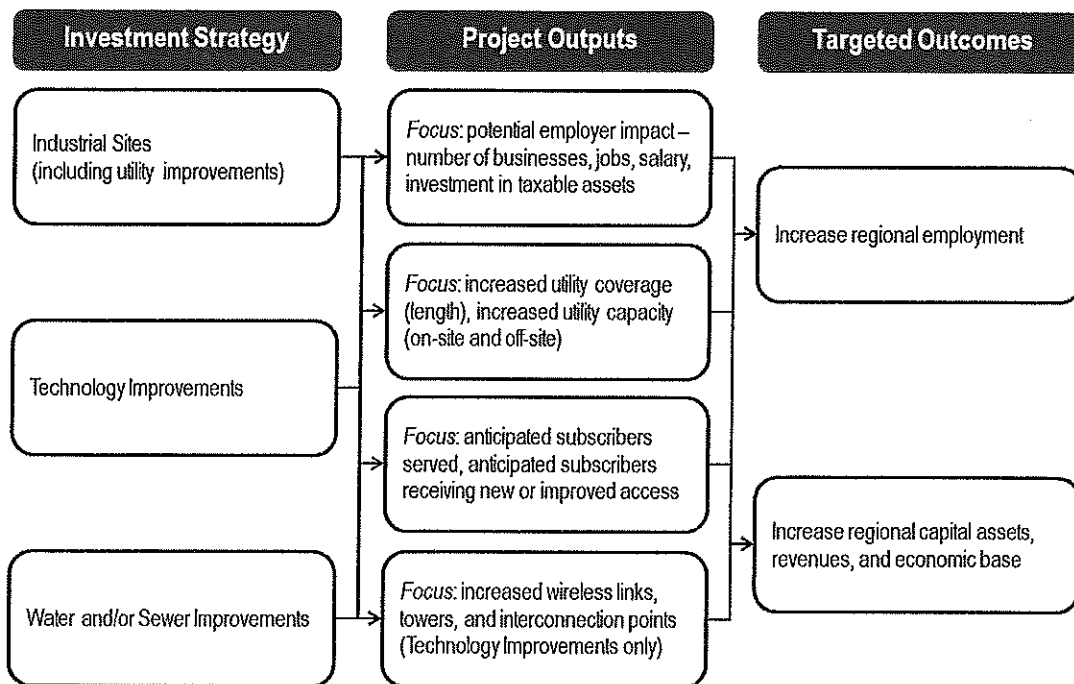 Investment Strategy
Project Outputs
Targeted Outcomes
Industrial Sites
(including utility improvements)
Technology Improvements
Water and/or Sewer Improvements
Focus: potential employer impact –
number of businesses, jobs, salary,
investment in taxable assets
Focus: increased utility coverage
(length), increased utility capacity
(on-site and off-site)
Focus: anticipated subscribers
served, anticipated subscribers
receiving new or improved access
Focus: increased wireless links,
towers, and interconnection points
(Technology Improvements only)
Increase regional employment
Increase regional capital assets,
revenues, and economic base